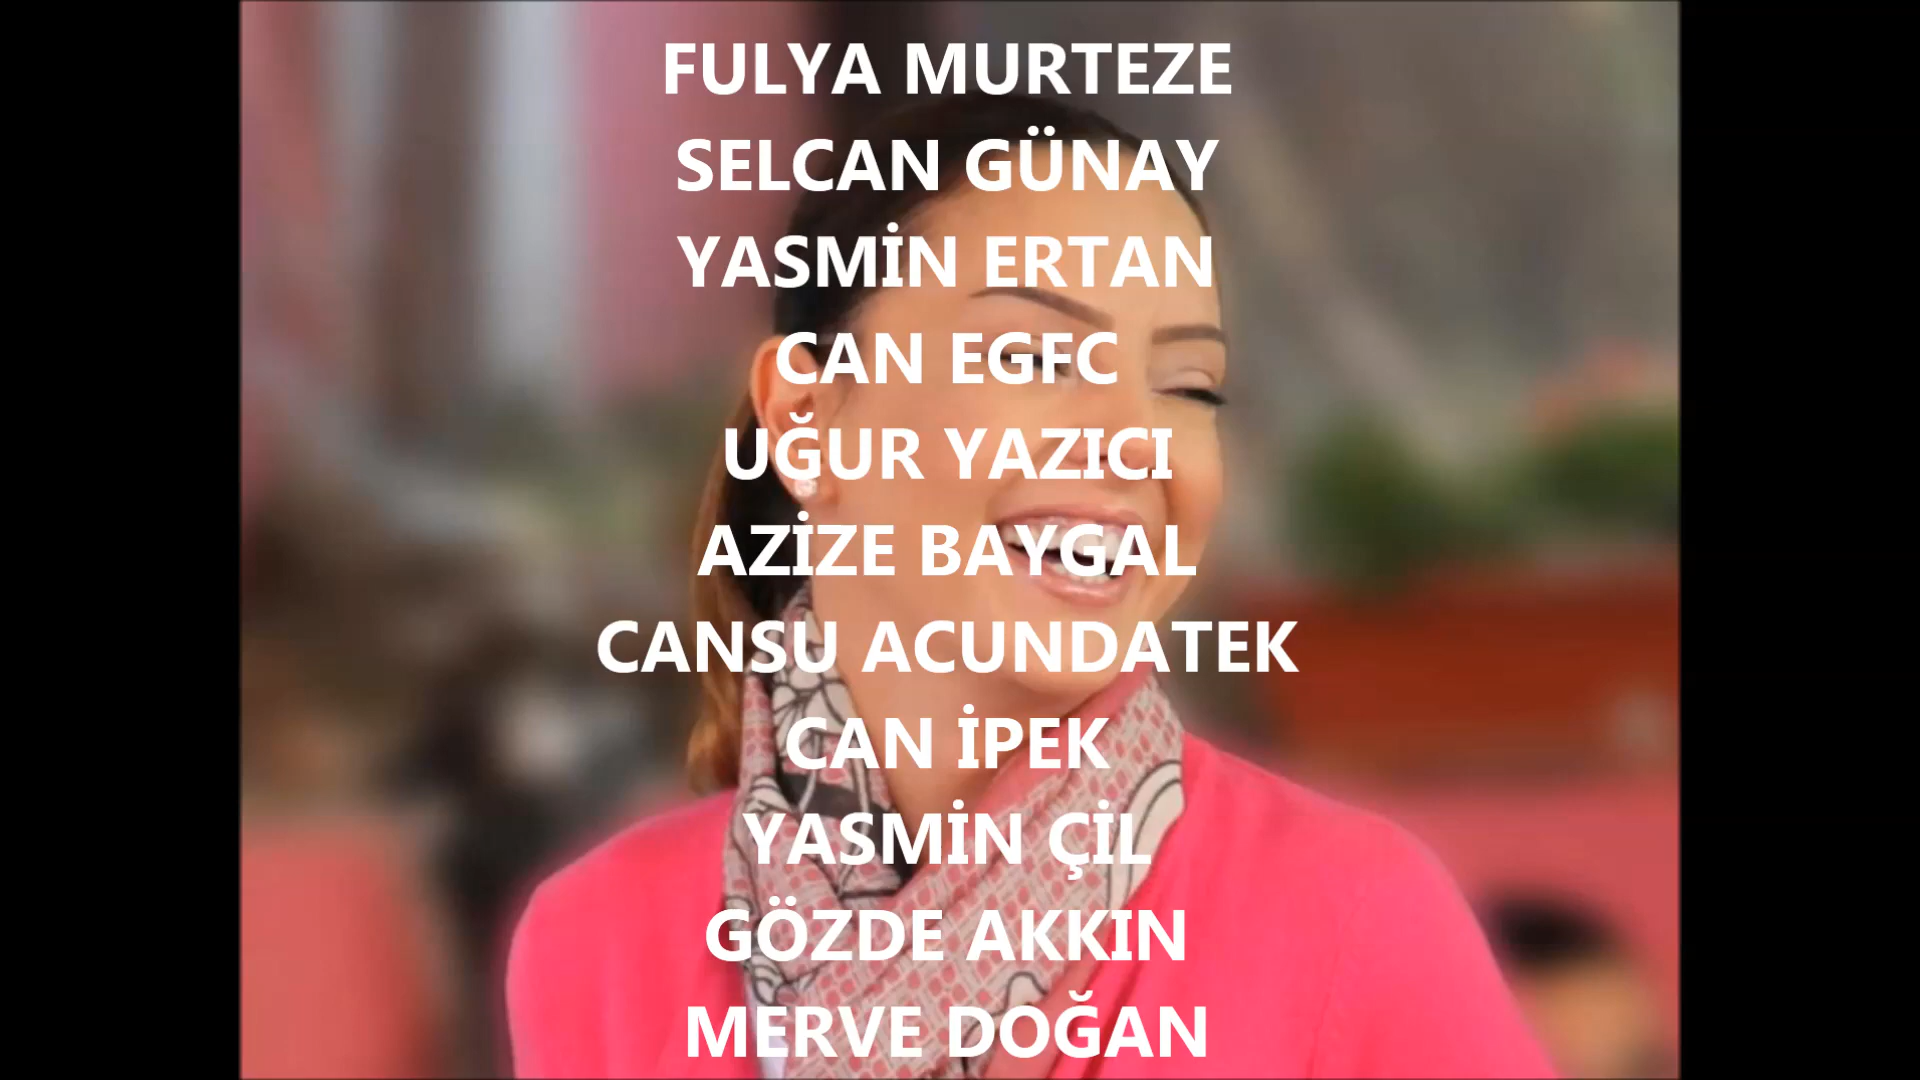 FULYA MURTEZE
SELCAN GÜNAY
YASMİN ERTAN
CAN EGFC
UĞUR YAZICI
AZİZE BAYGAL
CANSU ACUNDATEK
CAN İPEK
YASMİN ÇİL
GÖZDE AKKIN
MERVE DOĞAN